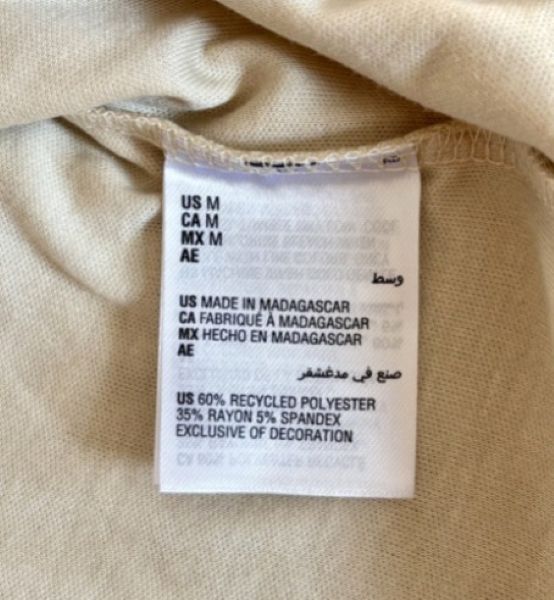 US M
CA M
MX M
AE
وسط
US MADE IN MADAGASCAR
CA FABRIQUÉ À MADAGASCAR
MX HECHO EN MADAGASCAR
AE
صنع في مدغشقر
US 60% RECYCLED POLYESTER
35% RAYON 5% SPANDEX
EXCLUSIVE OF DECORATION